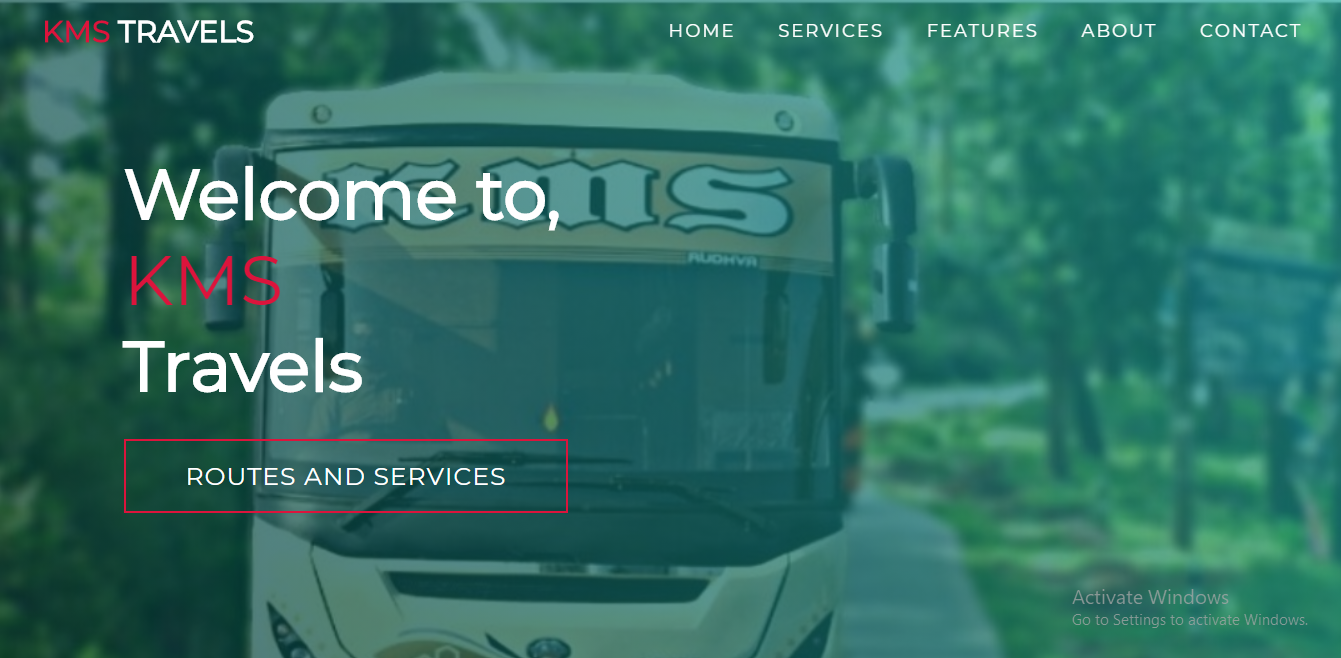 KMS TRAVELS
HOME SERVICES FEATURES ABOUT CONTACT
kms
RUDHVA
Welcome to,
KMS
Travels
ROUTES AND SERVICES
Activate Windows
Go to Settings to activate Windows.